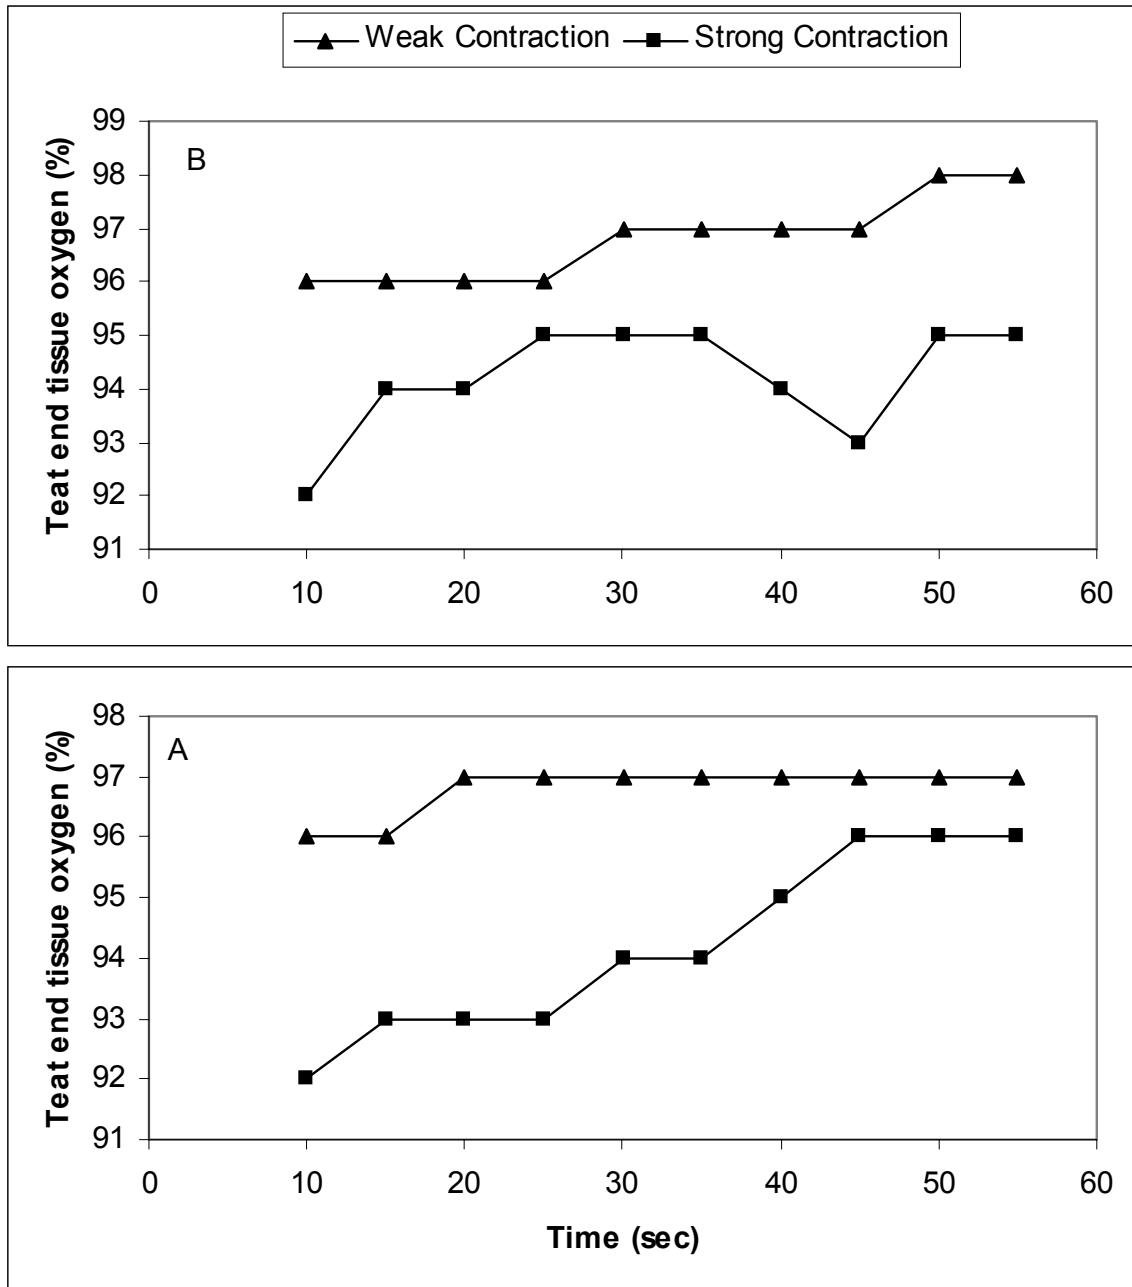 Weak Contraction Strong Contraction
B
Teat end tissue oxygen (%)
99
98
97
96
95
94
93
92
91
0 10 20 30 40 50 60
A
Teat end tissue oxygen (%)
98
97
96
95
94
93
92
91
0 10 20 30 40 50 60
Time (sec)